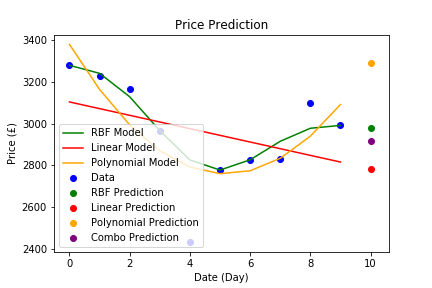 Price Prediction
3400
3200
3000
2800
2600
2400
Price (£)
RBF Model
Linear Model
Polynomial Model
Data
RBF Prediction
Linear Prediction
Polynomial Prediction
Combo Prediction
0 2 4 6 8 10
Date (Day)